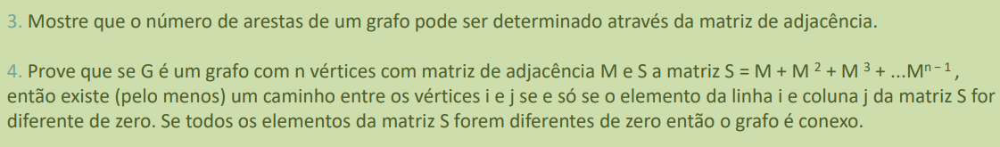 3. Mostre que o número de arestas de um grafo pode ser determinado através da matriz de adjacência.
4. Prove que se G é um grafo com n vértices com matriz de adjacência M e S a matriz S = M + M ² + M ³ + ...Mⁿ⁻¹ ,
então existe (pelo menos) um caminho entre os vértices i e j se e só se o elemento da linha i e coluna j da matriz S for
diferente de zero. Se todos os elementos da matriz S forem diferentes de zero então o grafo é conexo.